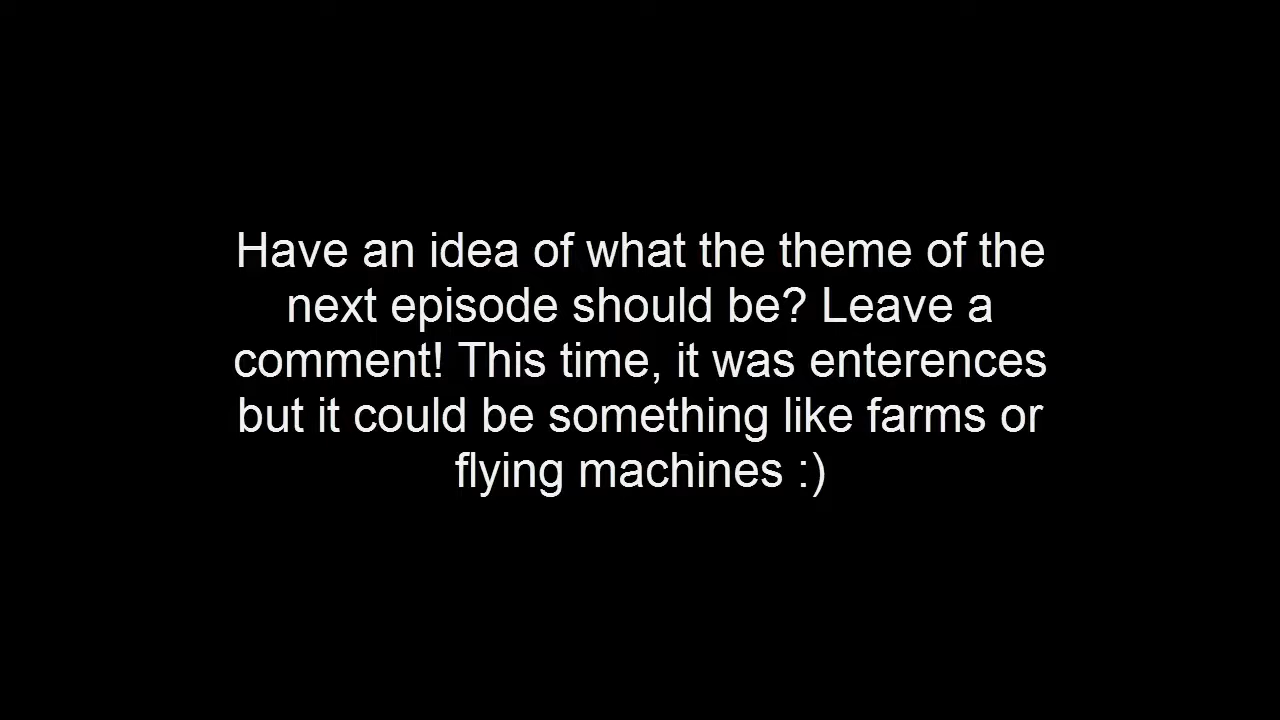 Have an idea of what the theme of the
next episode should be? Leave a
comment! This time, it was enterences
but it could be something like farms or
flying machines :)